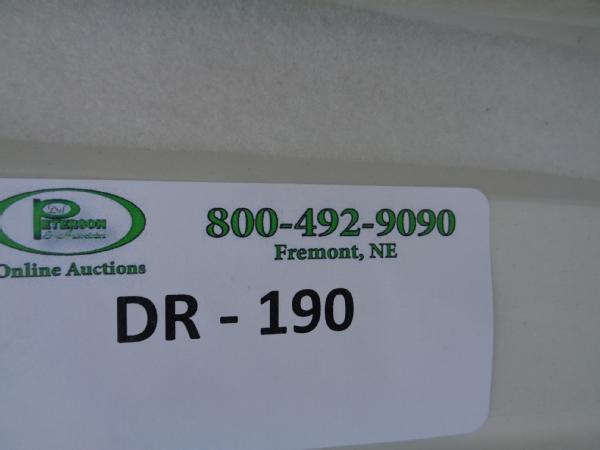 PETERSON
Online Auctions
800-492-9090
Fremont, NE
DR - 190